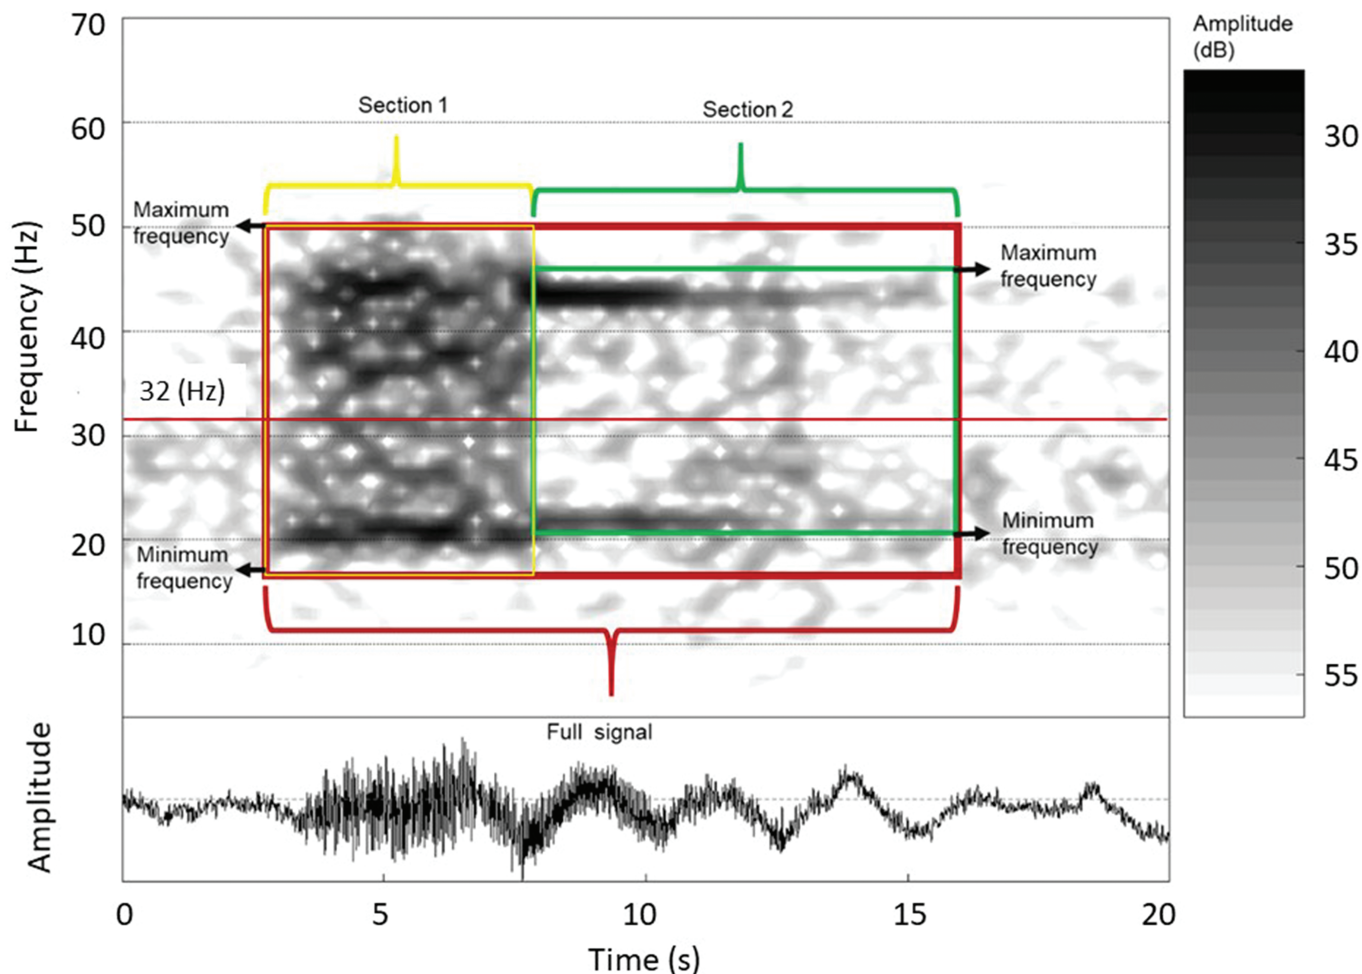 70
Amplitude
(dB)
Section 1
Section 2
60
30
Maximum
frequency
50
35
Maximum
frequency
Frequency (Hz)
40
40
32 (Hz)
30
45
20
Minimum
frequency
Minimum
frequency
50
10
55
Full signal
Amplitude
0
5
10
15
20
Time (s)